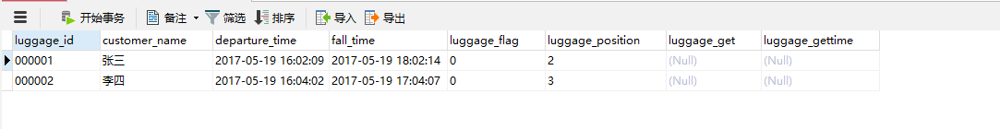 开始事务 备注 筛选 排序 导入 导出
luggage_id customer_name departure_time fall_time luggage_flag luggage_position luggage_get luggage_gettime
000001 张三 2017-05-19 16:02:09 2017-05-19 18:02:14 0 2 (Null) (Null)
000002 李四 2017-05-19 16:04:02 2017-05-19 17:04:07 0 3 (Null) (Null)